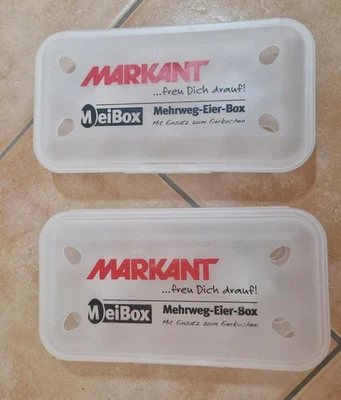 MARKANT
...freu Dich drauf!
MeiBox Mehrweg-Eier-Box
Mit Einsatz zum Eierkochen
MARKANT
...freu Dich drauf!
MeiBox Mehrweg-Eier-Box
Mit Einsatz zum Eierkochen